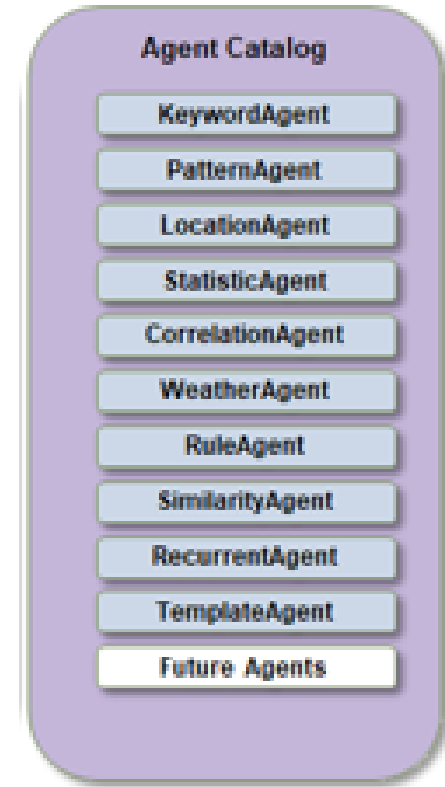 Agent Catalog
KeywordAgent
PatternAgent
LocationAgent
StatisticAgent
CorrelationAgent
WeatherAgent
RuleAgent
SimilarityAgent
RecurrentAgent
TemplateAgent
Future Agents